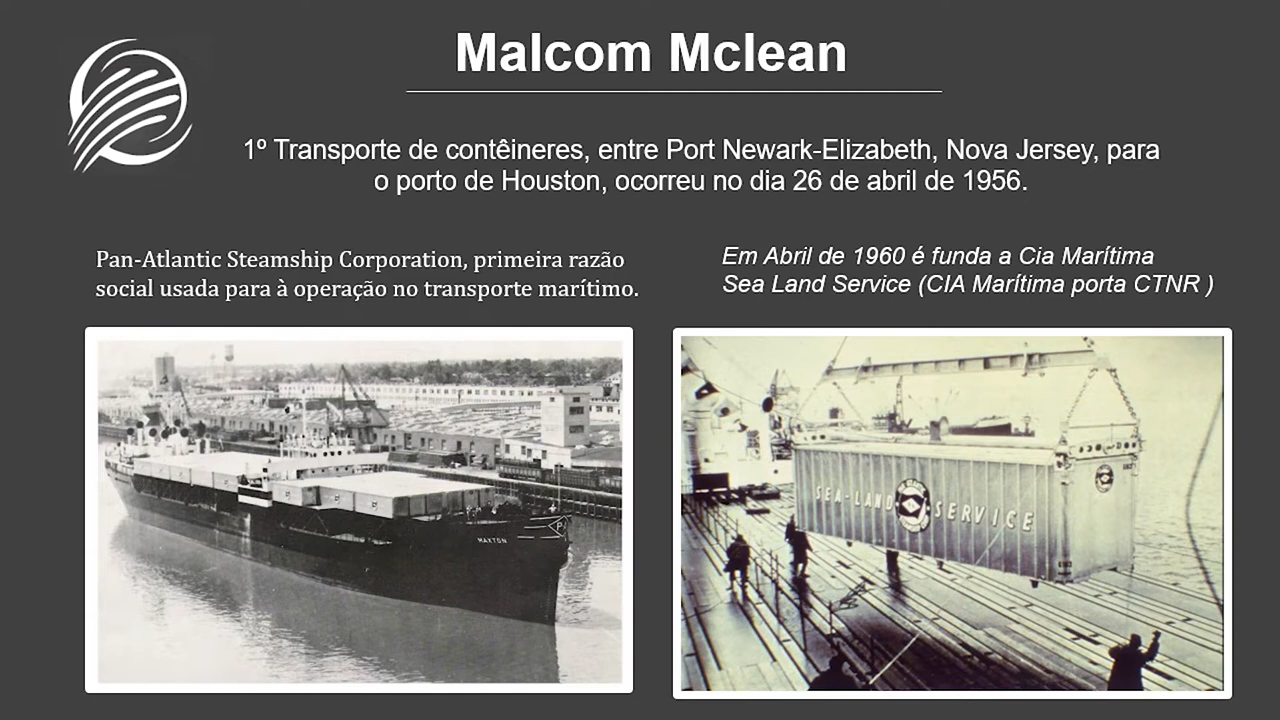 Malcom Mclean
1º Transporte de contêineres, entre Port Newark-Elizabeth, Nova Jersey, para
o porto de Houston, ocorreu no dia 26 de abril de 1956.
Pan-Atlantic Steamship Corporation, primeira razão
social usada para à operação no transporte marítimo.
Em Abril de 1960 é funda a Cia Marítima
Sea Land Service (CIA Marítima porta CTNR )
MAXTON
SEA-LAND SERVICE